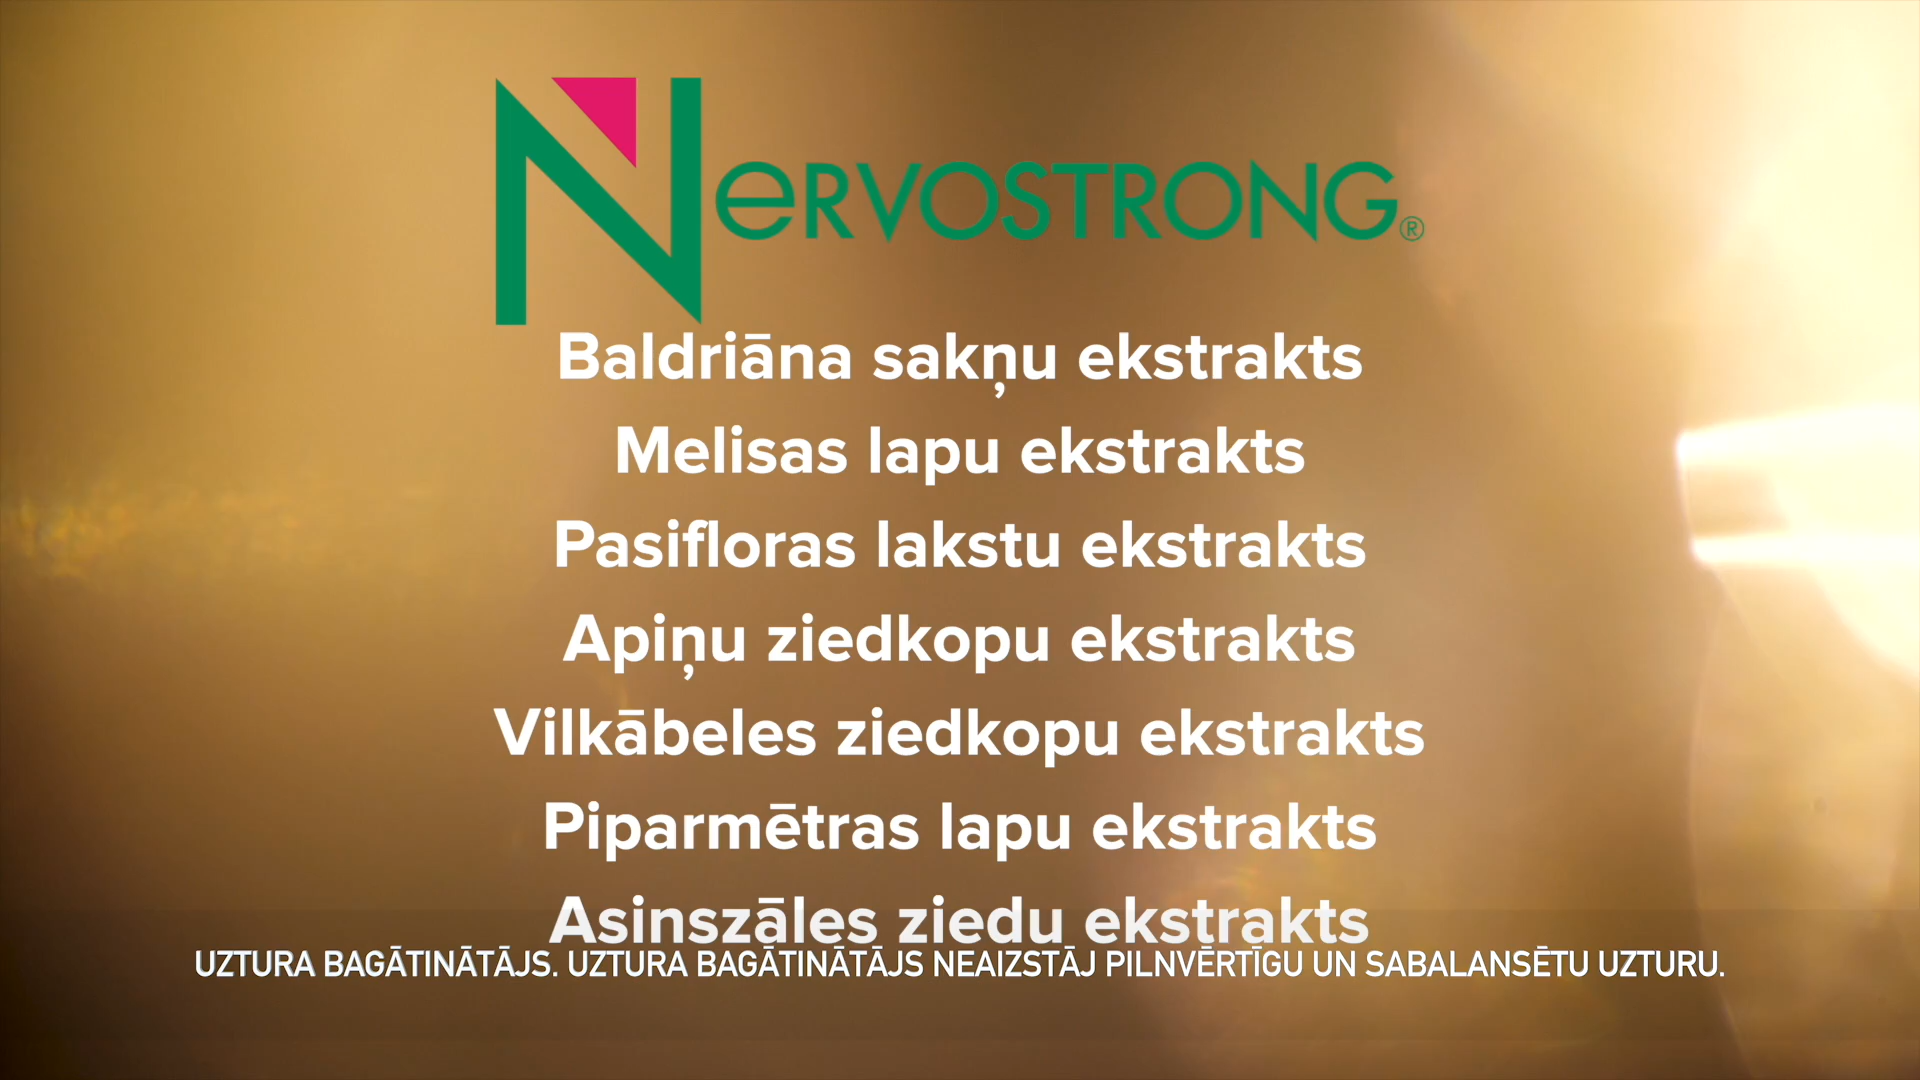 NERVOSTRONG®
Baldriāna sakņu ekstrakts
Melisas lapu ekstrakts
Pasifloras lakstu ekstrakts
Apiņu ziedkopu ekstrakts
Vilkābeles ziedkopu ekstrakts
Piparmētras lapu ekstrakts
Asinszāles ziedu ekstrakts
UZTURA BAGĀTINĀTĀJS. UZTURA BAGĀTINĀTĀJS NEAIZSTĀJ PILNVĒRTĪGU UN SABALANSĒTU UZTURU.